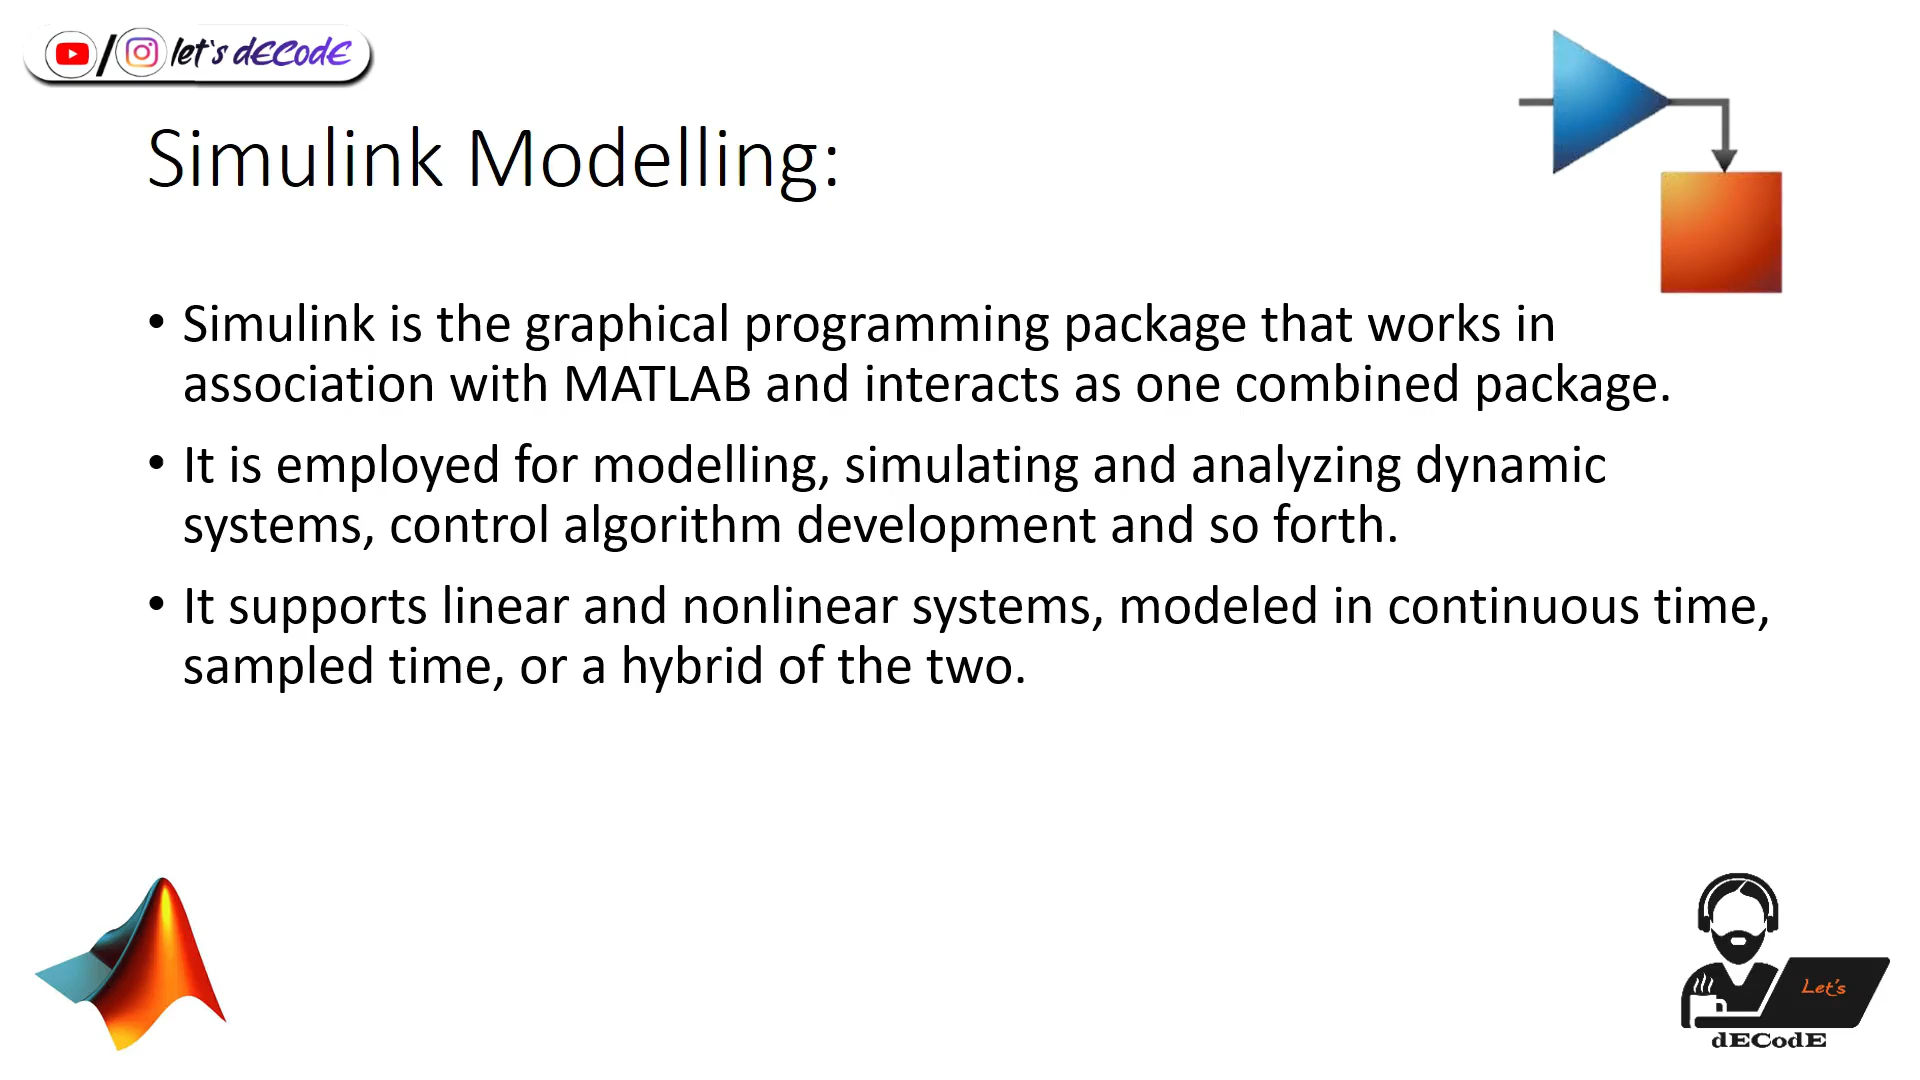 / let's dECodE
Simulink Modelling:
• Simulink is the graphical programming package that works in
association with MATLAB and interacts as one combined package.
• It is employed for modelling, simulating and analyzing dynamic
systems, control algorithm development and so forth.
• It supports linear and nonlinear systems, modeled in continuous time,
sampled time, or a hybrid of the two.
Let's
dECodE